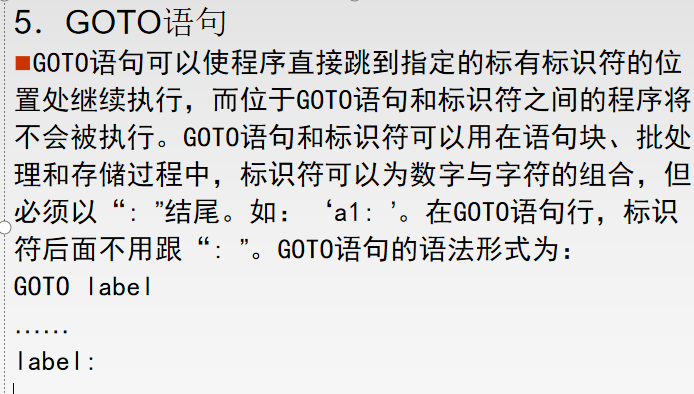 5. GOTO语句
■GOTO语句可以使程序直接跳到指定的标有标识符的位
置处继续执行，而位于GOTO语句和标识符之间的程序将
不会被执行。GOTO语句和标识符可以用在语句块、批处
理和存储过程中，标识符可以为数字与字符的组合，但
必须以“：”结尾。如：‘a1：’。在GOTO语句行，标识
符后面不用跟“：”。GOTO语句的语法形式为：
GOTO label
……
label: